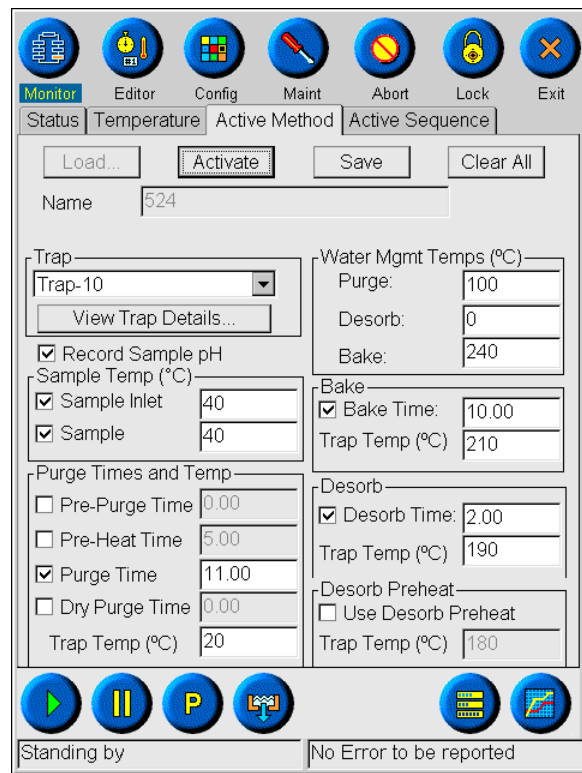 #1
Monitor Editor Config Maint Abort Lock Exit
Status Temperature Active Method Active Sequence
Load... Activate Save Clear All
Name 524
Trap
Trap-10
View Trap Details...
Record Sample pH
Sample Temp (°C)
Sample Inlet 40
Sample 40
Purge Times and Temp
Pre-Purge Time 0.00
Pre-Heat Time 5.00
Purge Time 11.00
Dry Purge Time 0.00
Trap Temp (ºC) 20
Water Mgmt Temps (ºC)
Purge: 100
Desorb: 0
Bake: 240
Bake
Bake Time: 10.00
Trap Temp (ºC) 210
Desorb
Desorb Time: 2.00
Trap Temp (ºC) 190
Desorb Preheat
Use Desorb Preheat
Trap Temp (ºC) 180
P
Standing by No Error to be reported